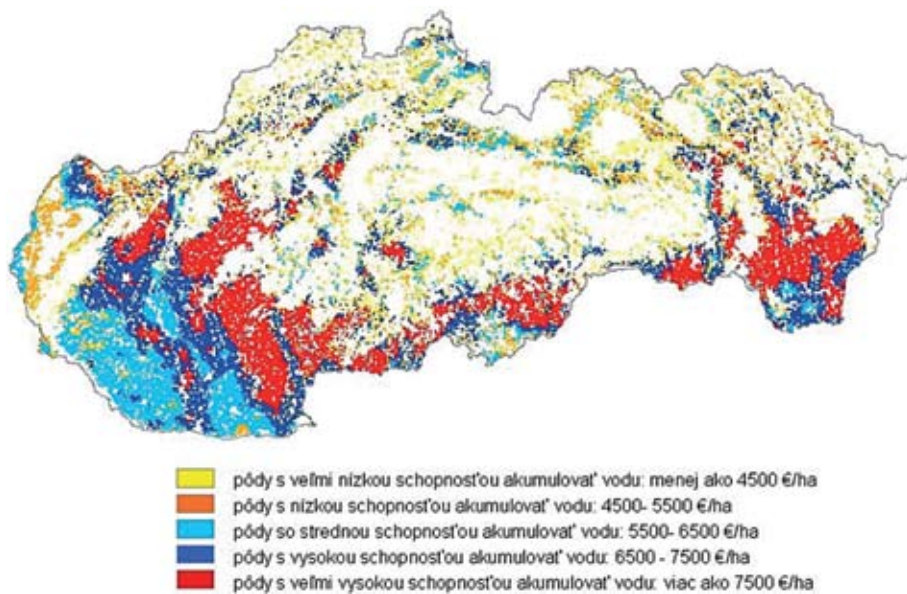 pôdy s veľmi nízkou schopnosťou akumulovať vodu: menej ako 4500 €/ha
pôdy s nízkou schopnosťou akumulovať vodu: 4500- 5500 €/ha
pôdy so strednou schopnosťou akumulovať vodu: 5500- 6500 €/ha
pôdy s vysokou schopnosťou akumulovať vodu: 6500 - 7500 €/ha
pôdy s veľmi vysokou schopnosťou akumulovať vodu: viac ako 7500 €/ha